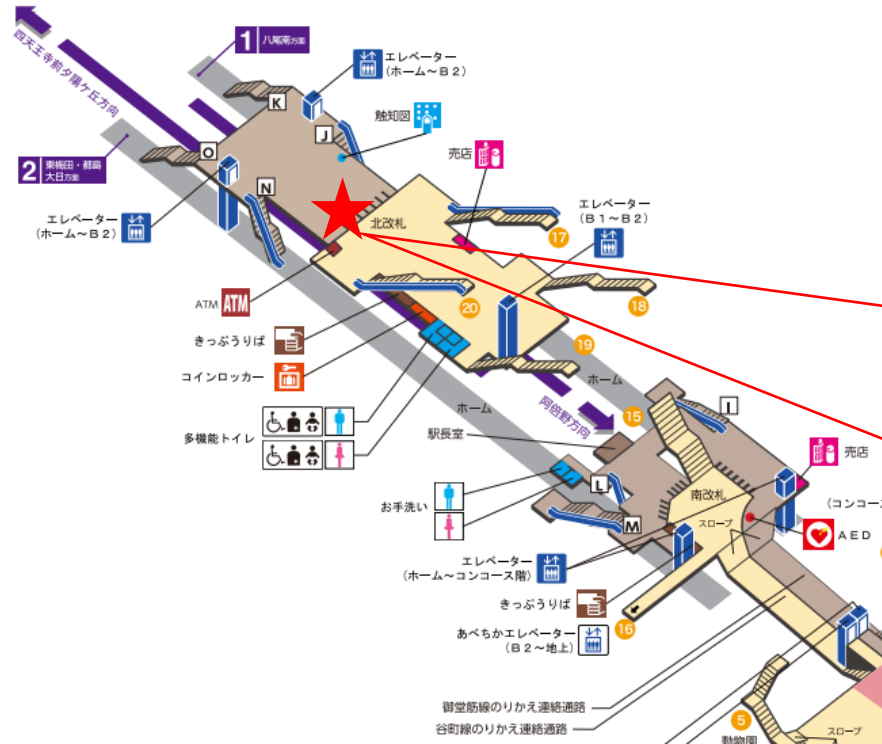 四天王寺前夕陽ケ丘方向
1 八尾南方面
エレベーター
(ホーム～B2)
K
触知図
J
売店
O
2 東梅田・都島
大日方面
N
エレベーター
(ホーム～B2)
エレベーター
(B1～B2)
北改札
17
ATM ATM
20
18
きっぷうりば
19
コインロッカー
ホーム
ホーム
阿倍野方向
15
I
多機能トイレ
駅長室
売店
L
南改札
お手洗い
(コンコース
M
スロープ
AED
エレベーター
(ホーム～コンコース階)
きっぷうりば
16
あべちかエレベーター
(B2～地上)
御堂筋線のりかえ連絡通路
5
谷町線のりかえ連絡通路
スロープ
動物園